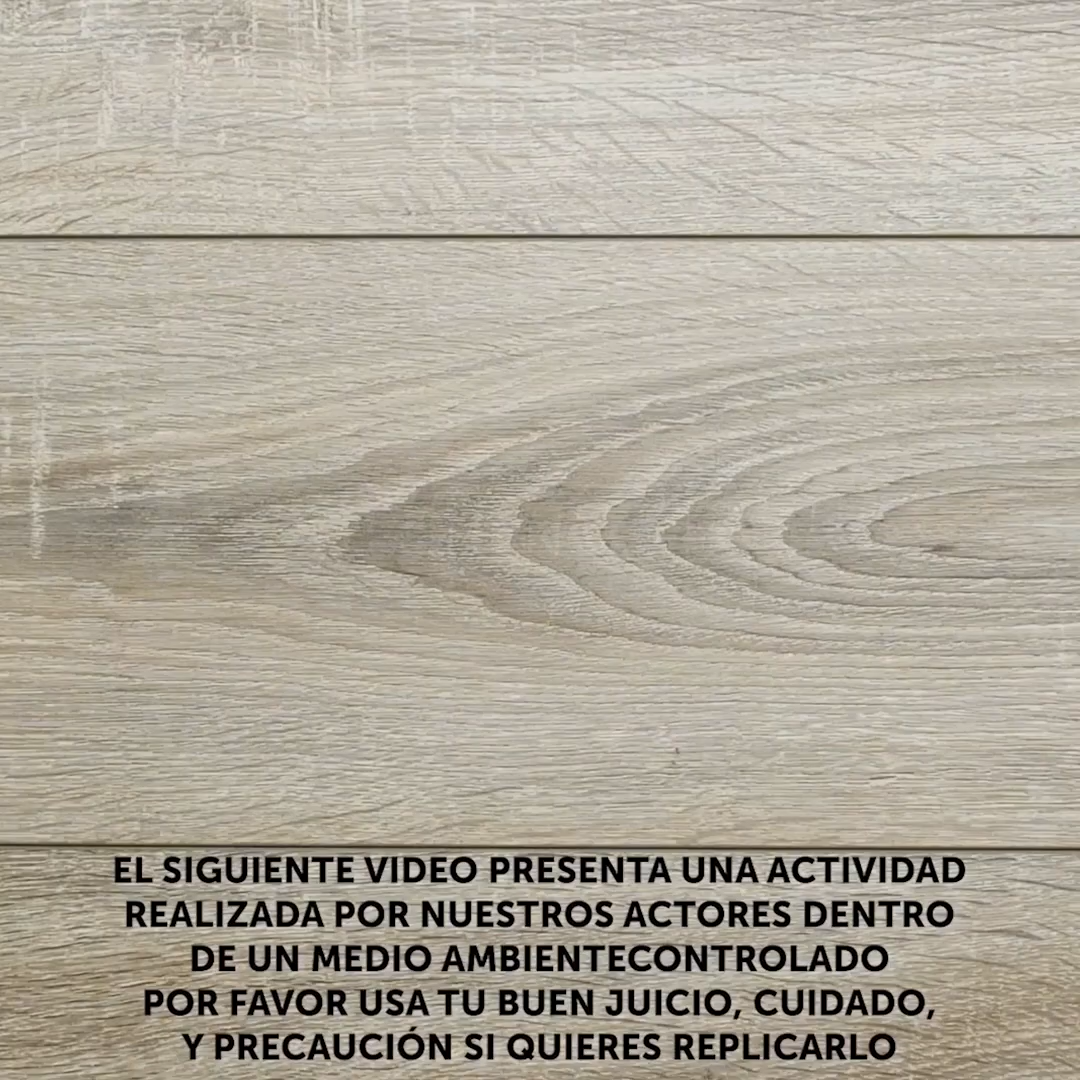 EL SIGUIENTE VIDEO PRESENTA UNA ACTIVIDAD
REALIZADA POR NUESTROS ACTORES DENTRO
DE UN MEDIO AMBIENTECONTROLADO
POR FAVOR USA TU BUEN JUICIO, CUIDADO,
Y PRECAUCIÓN SI QUIERES REPLICARLO